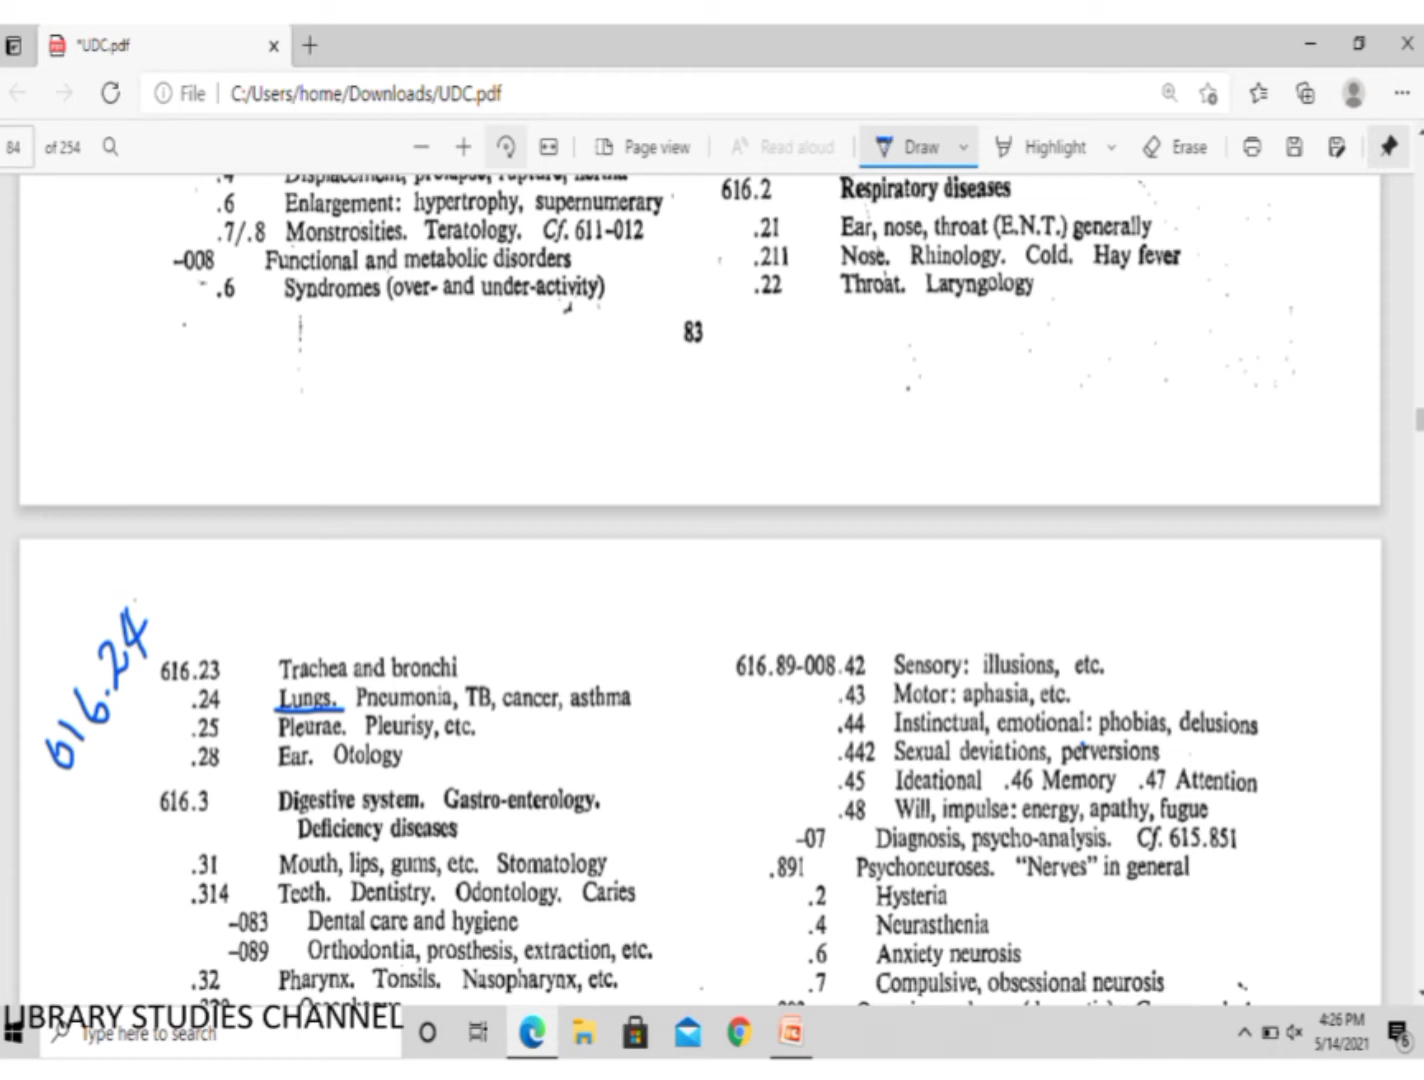 *UDC.pdf
File C:/Users/home/Downloads/UDC.pdf
84 of 254 Page view Read aloud Draw Highlight Erase
.4 Displacement, prolapse, rupture, hernia
.6 Enlargement: hypertrophy, supernumerary
.7/.8 Monstrosities. Teratology. Cf. 611-012
-008 Functional and metabolic disorders
.6 Syndromes (over- and under-activity)
616.2 Respiratory diseases
.21 Ear, nose, throat (E.N.T.) generally
.211 Nose. Rhinology. Cold. Hay fever
.22 Throat. Laryngology
83
616.24
616.23 Trachea and bronchi
.24 Lungs. Pneumonia, TB, cancer, asthma
.25 Pleurae. Pleurisy, etc.
.28 Ear. Otology
616.3 Digestive system. Gastro-enterology.
Deficiency diseases
.31 Mouth, lips, gums, etc. Stomatology
.314 Teeth. Dentistry. Odontology. Caries
-083 Dental care and hygiene
-089 Orthodontia, prosthesis, extraction, etc.
.32 Pharynx. Tonsils. Nasopharynx, etc.
616.89-008.42 Sensory: illusions, etc.
.43 Motor: aphasia, etc.
.44 Instinctual, emotional: phobias, delusions
.442 Sexual deviations, perversions
.45 Ideational .46 Memory .47 Attention
.48 Will, impulse: energy, apathy, fugue
-07 Diagnosis, psycho-analysis. Cf. 615.851
.891 Psychoneuroses. "Nerves" in general
.2 Hysteria
.4 Neurasthenia
.6 Anxiety neurosis
.7 Compulsive, obsessional neurosis
LIBRARY STUDIES CHANNEL
Type here to search
4:26 PM
5/14/2021
6